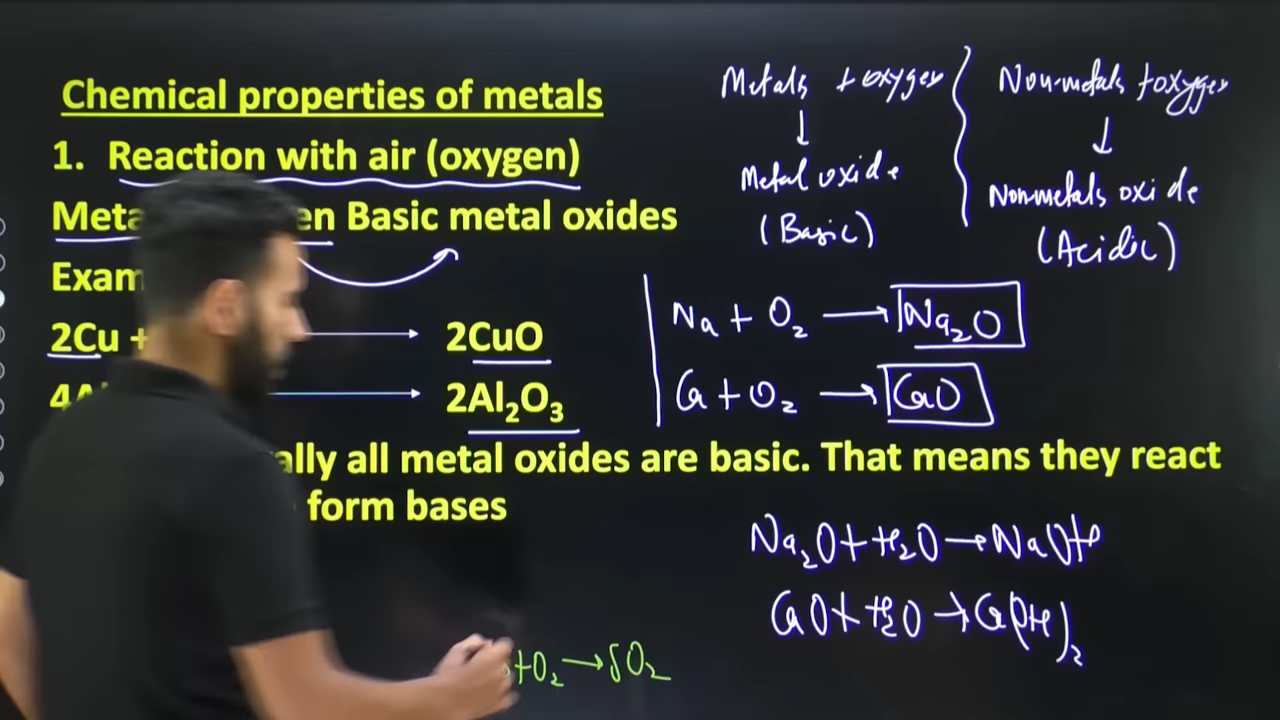 Chemical properties of metals
1. Reaction with air (oxygen)
Meta en Basic metal oxides
Exam
2Cu + → 2CuO
4A → 2Al₂O₃
ally all metal oxides are basic. That means they react
form bases
Metals + oxygen
↓
Metal oxide
(Basic)
Non-metals + oxygen
↓
Nonmetals oxide
(Acidic)
Na + O₂ → Na₂O
Ca + O₂ → CaO
Na₂O + H₂O → NaOH
CaO + H₂O → Ca(OH)₂
+O₂ → SO₂